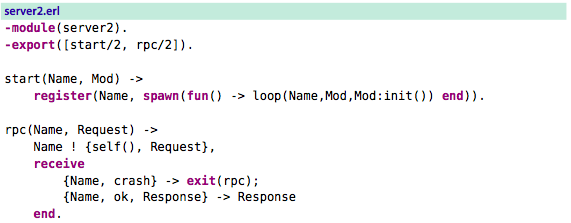 server2.erl
-module(server2).
-export([start/2, rpc/2]).
start(Name, Mod) ->
register(Name, spawn(fun() -> loop(Name,Mod,Mod:init()) end)).
rpc(Name, Request) ->
Name ! {self(), Request},
receive
{Name, crash} -> exit(rpc);
{Name, ok, Response} -> Response
end.